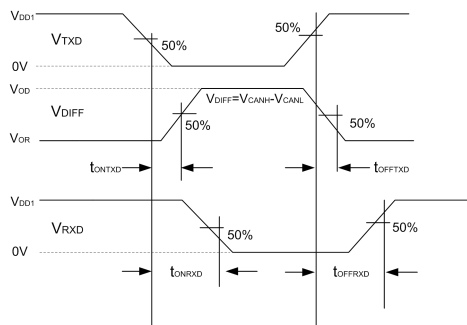 VDD1
VTXD
50%
50%
0V
VOD
VDIFF=VCANH-VCANL
VDIFF
50%
50%
VOR
tONTXD
tOFFTXD
VDD1
VRXD
50%
50%
0V
tONRXD
tOFFRXD